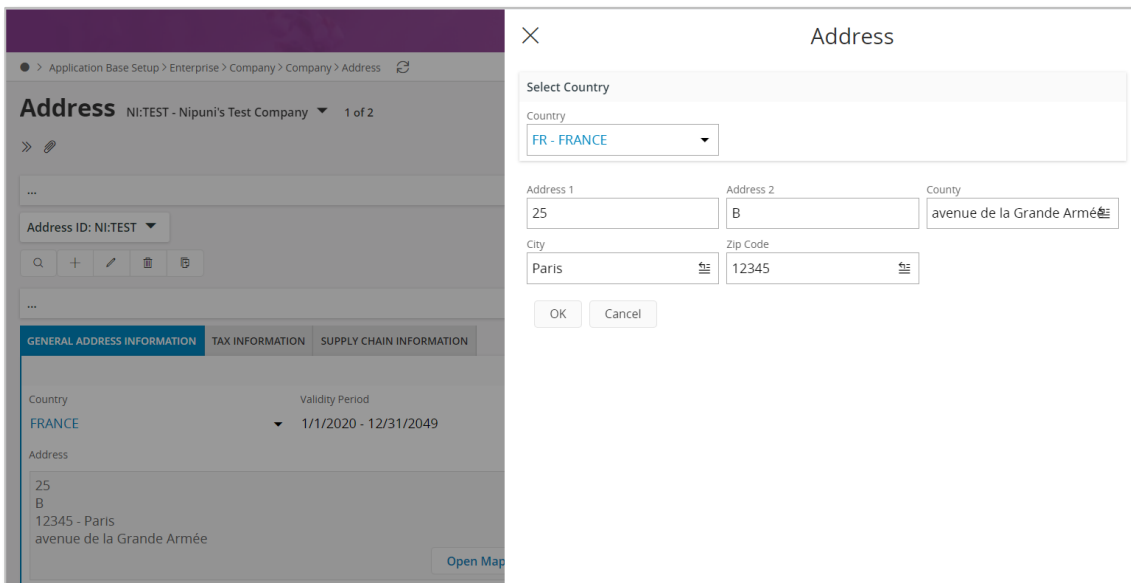 Application Base Setup > Enterprise > Company > Company > Address
Address NI:TEST - Nipuni's Test Company 1 of 2
...
Address ID: NI:TEST
...
GENERAL ADDRESS INFORMATION TAX INFORMATION SUPPLY CHAIN INFORMATION
Country Validity Period
FRANCE 1/1/2020 - 12/31/2049
Address
25
B
12345 - Paris
avenue de la Grande Armée
Open Map
Address
Select Country
Country
FR - FRANCE
Address 1 Address 2 County
25 B avenue de la Grande Armée
City Zip Code
Paris 12345
OK Cancel